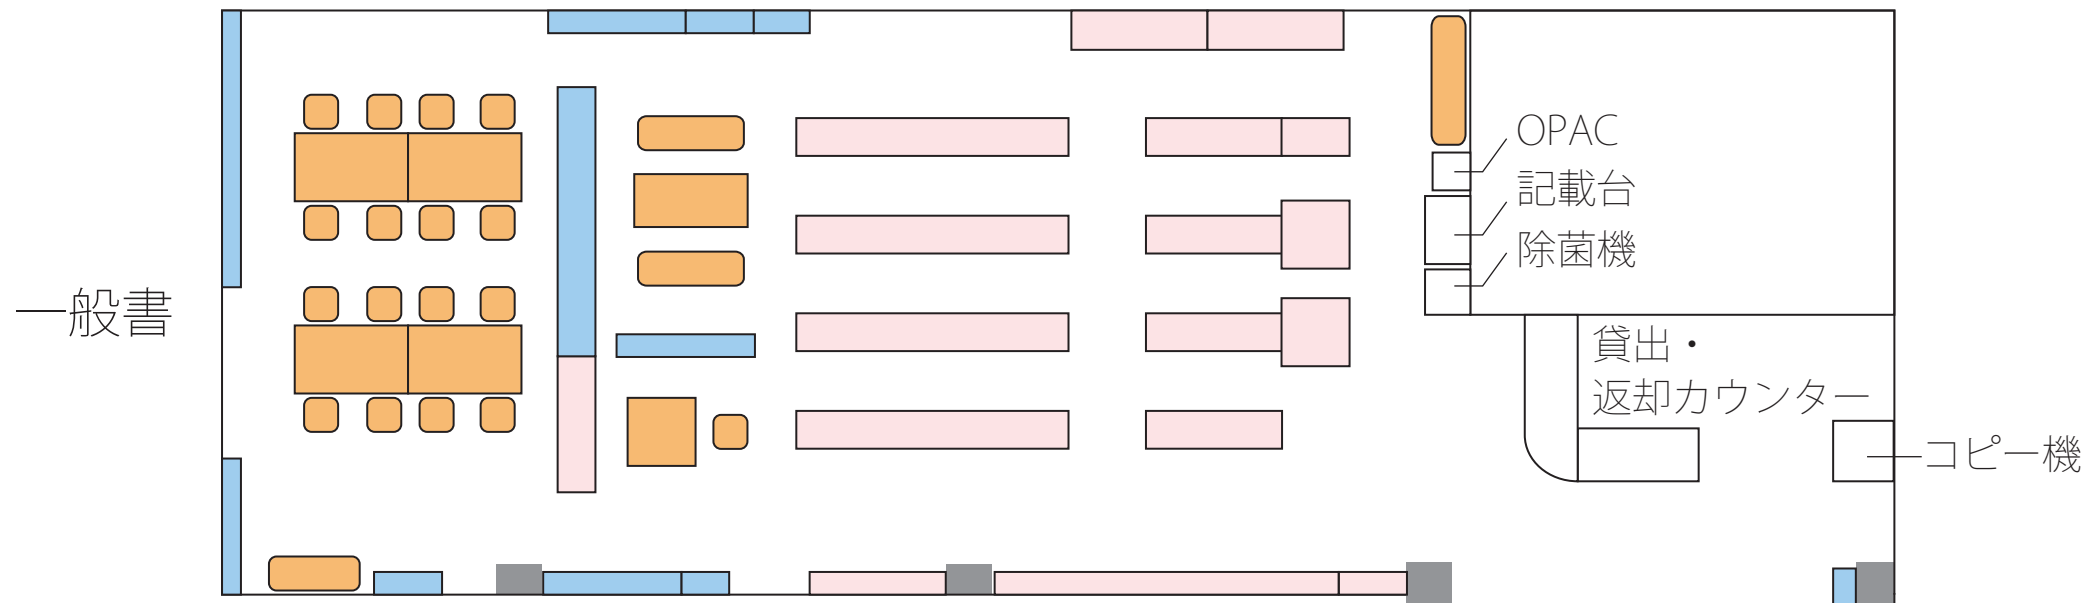 OPAC
記載台
除菌機
一般書
貸出・
返却カウンター
コピー機